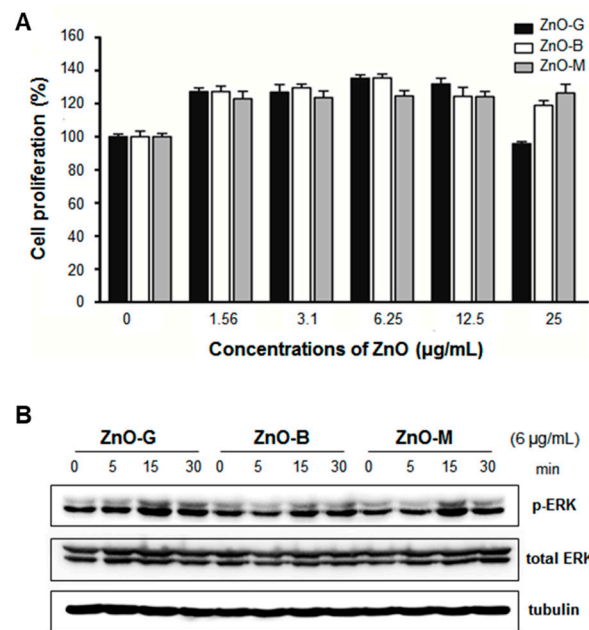 A
Cell proliferation (%)
160
140
120
100
80
60
40
20
0
ZnO-G
ZnO-B
ZnO-M
0 1.56 3.1 6.25 12.5 25
Concentrations of ZnO (µg/mL)
B
ZnO-G ZnO-B ZnO-M (6 µg/mL)
0 5 15 30 0 5 15 30 0 5 15 30 min
p-ERK
total ERK
tubulin